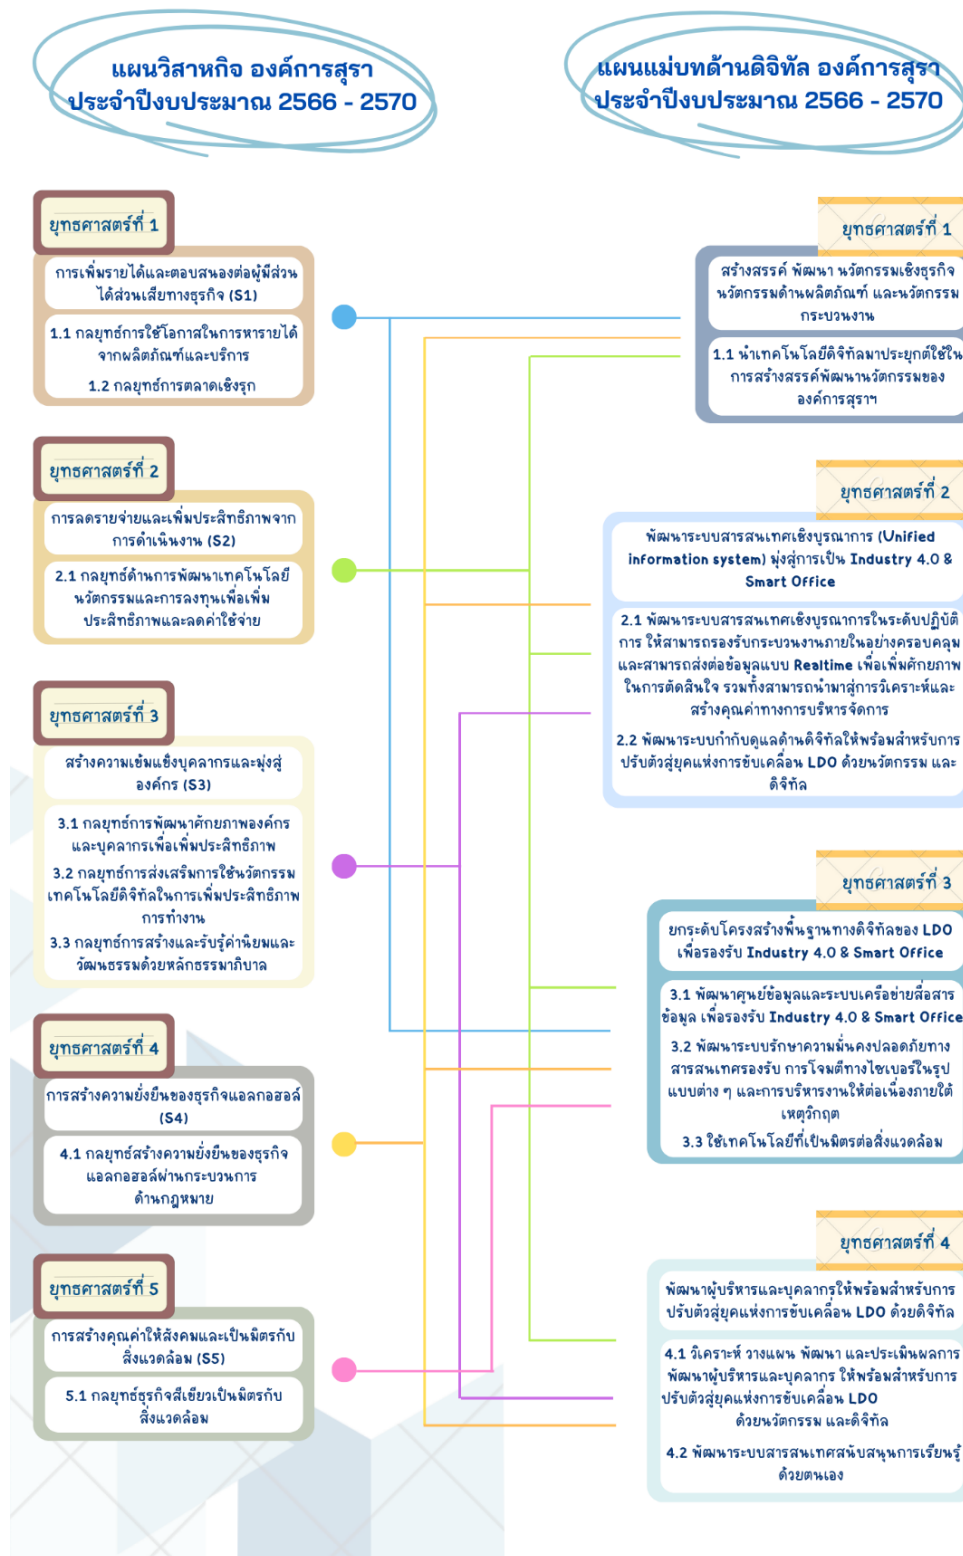 แผนวิสาหกิจ องค์การสุรา
ประจำปีงบประมาณ 2566 - 2570
ยุทธศาสตร์ที่ 1
การเพิ่มรายได้และตอบสนองต่อผู้มีส่วน
ได้ส่วนเสียทางธุรกิจ (S1)
1.1 กลยุทธ์การใช้โอกาสในการหารายได้
จากผลิตภัณฑ์และบริการ
1.2 กลยุทธ์การตลาดเชิงรุก
ยุทธศาสตร์ที่ 2
การลดรายจ่ายและเพิ่มประสิทธิภาพจาก
การดำเนินงาน (S2)
2.1 กลยุทธ์ด้านการพัฒนาเทคโนโลยี
นวัตกรรมและการลงทุนเพื่อเพิ่ม
ประสิทธิภาพและลดค่าใช้จ่าย
ยุทธศาสตร์ที่ 3
สร้างความเข้มแข็งบุคลากรและมุ่งสู่
องค์กร (S3)
3.1 กลยุทธ์การพัฒนาศักยภาพองค์กร
และบุคลากรเพื่อเพิ่มประสิทธิภาพ
3.2 กลยุทธ์การส่งเสริมการใช้นวัตกรรม
เทคโนโลยีดิจิทัลในการเพิ่มประสิทธิภาพ
การทำงาน
3.3 กลยุทธ์การสร้างและรับรู้ค่านิยมและ
วัฒนธรรมด้วยหลักธรรมาภิบาล
ยุทธศาสตร์ที่ 4
การสร้างความยั่งยืนของธุรกิจแอลกอฮอล์
(S4)
4.1 กลยุทธ์สร้างความยั่งยืนของธุรกิจ
แอลกอฮอล์ผ่านกระบวนการ
ด้านกฎหมาย
ยุทธศาสตร์ที่ 5
การสร้างคุณค่าให้สังคมและเป็นมิตรกับ
สิ่งแวดล้อม (S5)
5.1 กลยุทธ์ธุรกิจสีเขียวเป็นมิตรกับ
สิ่งแวดล้อม
แผนแม่บทด้านดิจิทัล องค์การสุรา
ประจำปีงบประมาณ 2566 - 2570
ยุทธศาสตร์ที่ 1
สร้างสรรค์ พัฒนา นวัตกรรมเชิงธุรกิจ
นวัตกรรมด้านผลิตภัณฑ์ และนวัตกรรม
กระบวนงาน
1.1 นำเทคโนโลยีดิจิทัลมาประยุกต์ใช้ใน
การสร้างสรรค์พัฒนานวัตกรรมของ
องค์การสุราฯ
ยุทธศาสตร์ที่ 2
พัฒนาระบบสารสนเทศเชิงบูรณาการ (Unified
information system) มุ่งสู่การเป็น Industry 4.0 &
Smart Office
2.1 พัฒนาระบบสารสนเทศเชิงบูรณาการในระดับปฏิบัติ
การ ให้สามารถรองรับกระบวนงานภายในอย่างครอบคลุม
และสามารถส่งต่อข้อมูลแบบ Realtime เพื่อเพิ่มศักยภาพ
ในการตัดสินใจ รวมทั้งสามารถนำมาสู่การวิเคราะห์และ
สร้างคุณค่าทางการบริหารจัดการ
2.2 พัฒนาระบบกำกับดูแลด้านดิจิทัลให้พร้อมสำหรับการ
ปรับตัวสู่ยุคแห่งการขับเคลื่อน LDO ด้วยนวัตกรรม และ
ดิจิทัล
ยุทธศาสตร์ที่ 3
ยกระดับโครงสร้างพื้นฐานทางดิจิทัลของ LDO
เพื่อรองรับ Industry 4.0 & Smart Office
3.1 พัฒนาศูนย์ข้อมูลและระบบเครือข่ายสื่อสาร
ข้อมูล เพื่อรองรับ Industry 4.0 & Smart Office
3.2 พัฒนาระบบรักษาความมั่นคงปลอดภัยทาง
สารสนเทศรองรับ การโจมตีทางไซเบอร์ในรูป
แบบต่าง ๆ และการบริหารงานให้ต่อเนื่องภายใต้
เหตุวิกฤต
3.3 ใช้เทคโนโลยีที่เป็นมิตรต่อสิ่งแวดล้อม
ยุทธศาสตร์ที่ 4
พัฒนาผู้บริหารและบุคลากรให้พร้อมสำหรับการ
ปรับตัวสู่ยุคแห่งการขับเคลื่อน LDO ด้วยดิจิทัล
4.1 วิเคราะห์ วางแผน พัฒนา และประเมินผลการ
พัฒนาผู้บริหารและบุคลากร ให้พร้อมสำหรับการ
ปรับตัวสู่ยุคแห่งการขับเคลื่อน LDO
ด้วยนวัตกรรม และดิจิทัล
4.2 พัฒนาระบบสารสนเทศสนับสนุนการเรียนรู้
ด้วยตนเอง